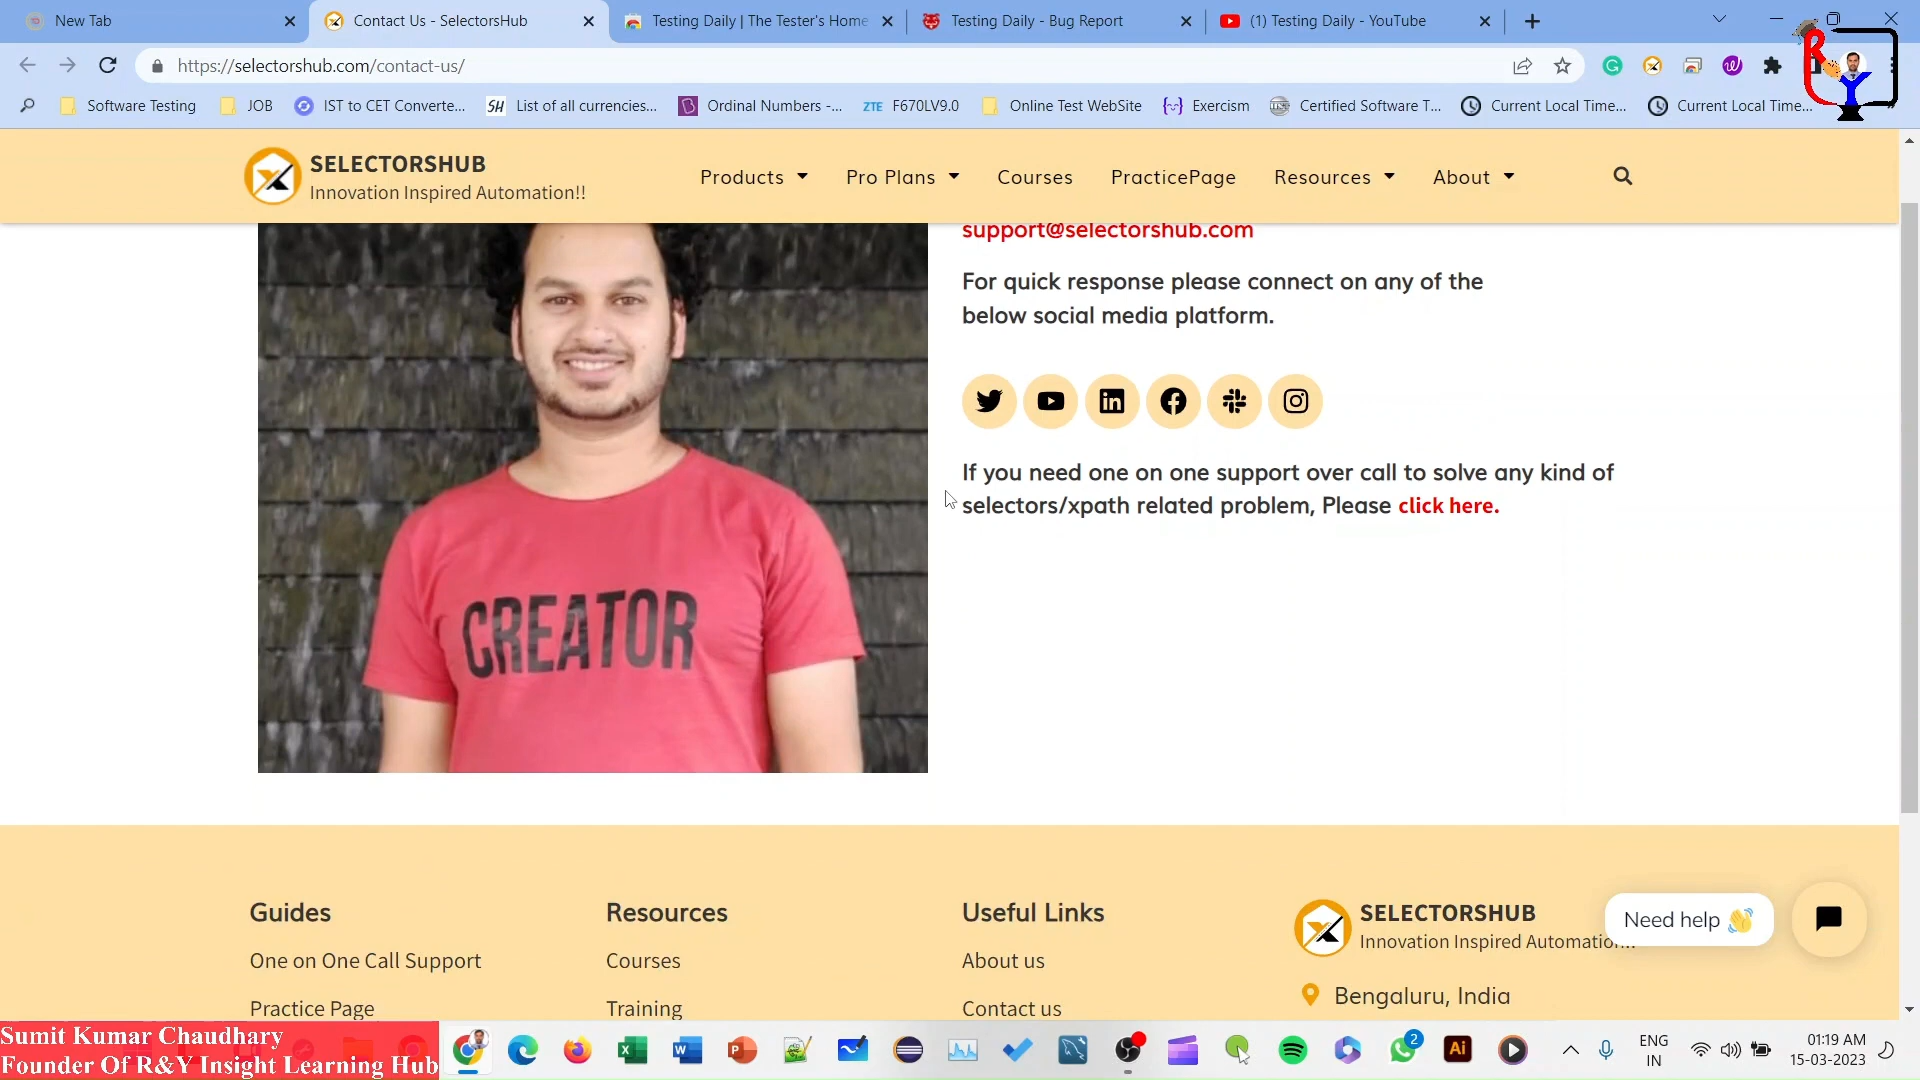 New Tab
Contact Us - SelectorsHub
Testing Daily | The Tester's Home
Testing Daily - Bug Report
(1) Testing Daily - YouTube
https://selectorshub.com/contact-us/
Software Testing
JOB
IST to CET Converte...
SH List of all currencies...
Ordinal Numbers -...
ZTE F670LV9.0
Online Test WebSite
Exercism
Certified Software T...
Current Local Time...
Current Local Time...
R
Y
SELECTORSHUB
Innovation Inspired Automation!!
Products
Pro Plans
Courses
PracticePage
Resources
About
support@selectorshub.com
For quick response please connect on any of the
below social media platform.
If you need one on one support over call to solve any kind of
selectors/xpath related problem, Please click here.
CREATOR
Guides
One on One Call Support
Practice Page
Resources
Courses
Training
Useful Links
About us
Contact us
SELECTORSHUB
Innovation Inspired Automatio
Bengaluru, India
Need help 👋
Sumit Kumar Chaudhary
Founder Of R&Y Insight Learning Hub
2
Ai
ENG
IN
01:19 AM
15-03-2023